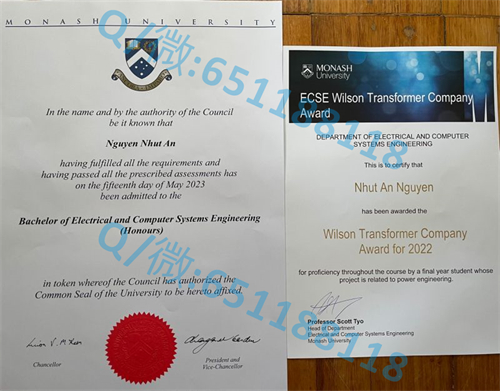 MONASH UNIVERSITY
In the name and by the authority of the Council
be it known that
Nguyen Nhut An
having fulfilled all the requirements and
having passed all the prescribed assessments has
on the fifteenth day of May 2023
been admitted to the
Bachelor of Electrical and Computer Systems Engineering
(Honours)
in token whereof the Council has authorized the
Common Seal of the University to be hereto affixed.
Chancellor
President and
Vice-Chancellor
MONASH
University
ECSE Wilson Transformer Company
Award
DEPARTMENT OF ELECTRICAL AND COMPUTER
SYSTEMS ENGINEERING
This is to certify that
Nhut An Nguyen
has been awarded the
Wilson Transformer Company
Award for 2022
for proficiency throughout the course by a final year student whose
project is related to power engineering.
Professor Scott Tyo
Head of Department
Electrical and Computer Systems Engineering
Monash University
Q/微:651188118
Q/微:651188118